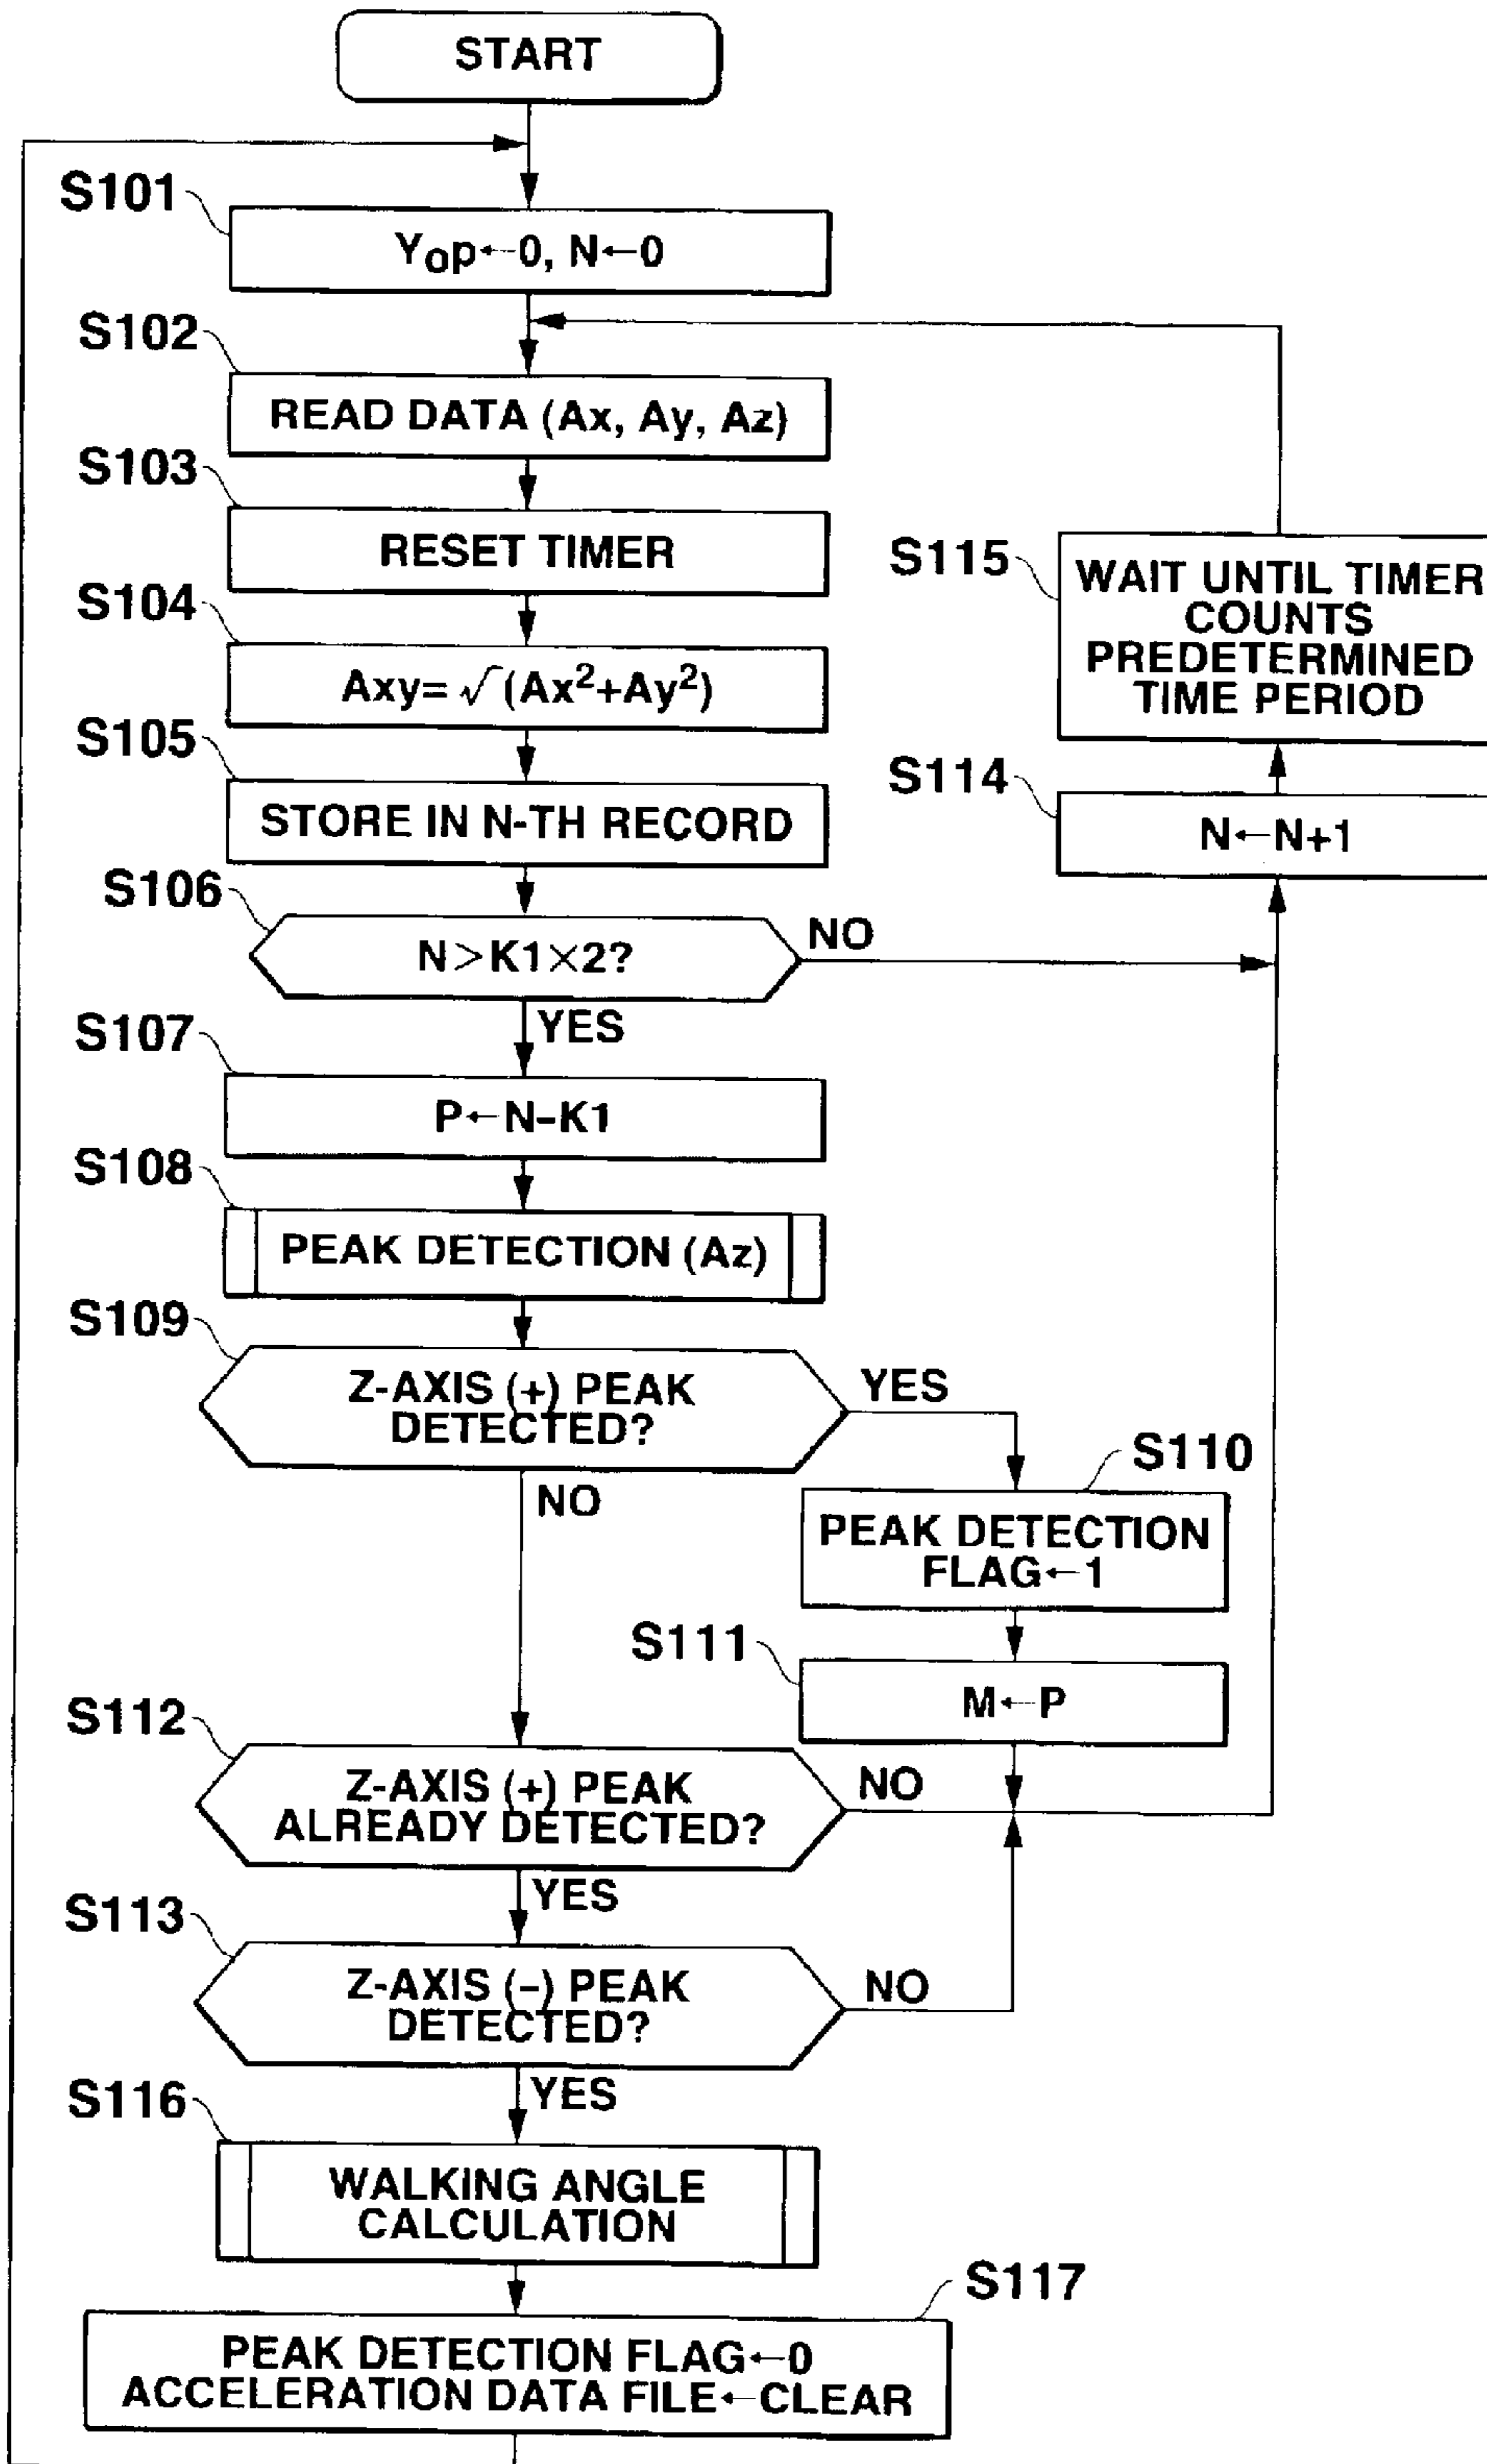 START
S101
Yop←0, N←0
S102
READ DATA (Ax, Ay, Az)
S103
RESET TIMER
S104
Axy= √(Ax²+Ay²)
S105
STORE IN N-TH RECORD
S106
N>K1×2?
NO
YES
S107
P←N-K1
S108
PEAK DETECTION (Az)
S109
Z-AXIS (+) PEAK
DETECTED?
YES
NO
S110
PEAK DETECTION
FLAG←1
S111
M←P
S112
Z-AXIS (+) PEAK
ALREADY DETECTED?
NO
YES
S113
Z-AXIS (-) PEAK
DETECTED?
NO
YES
S115
WAIT UNTIL TIMER
COUNTS
PREDETERMINED
TIME PERIOD
S114
N←N+1
S116
WALKING ANGLE
CALCULATION
S117
PEAK DETECTION FLAG←0
ACCELERATION DATA FILE←CLEAR